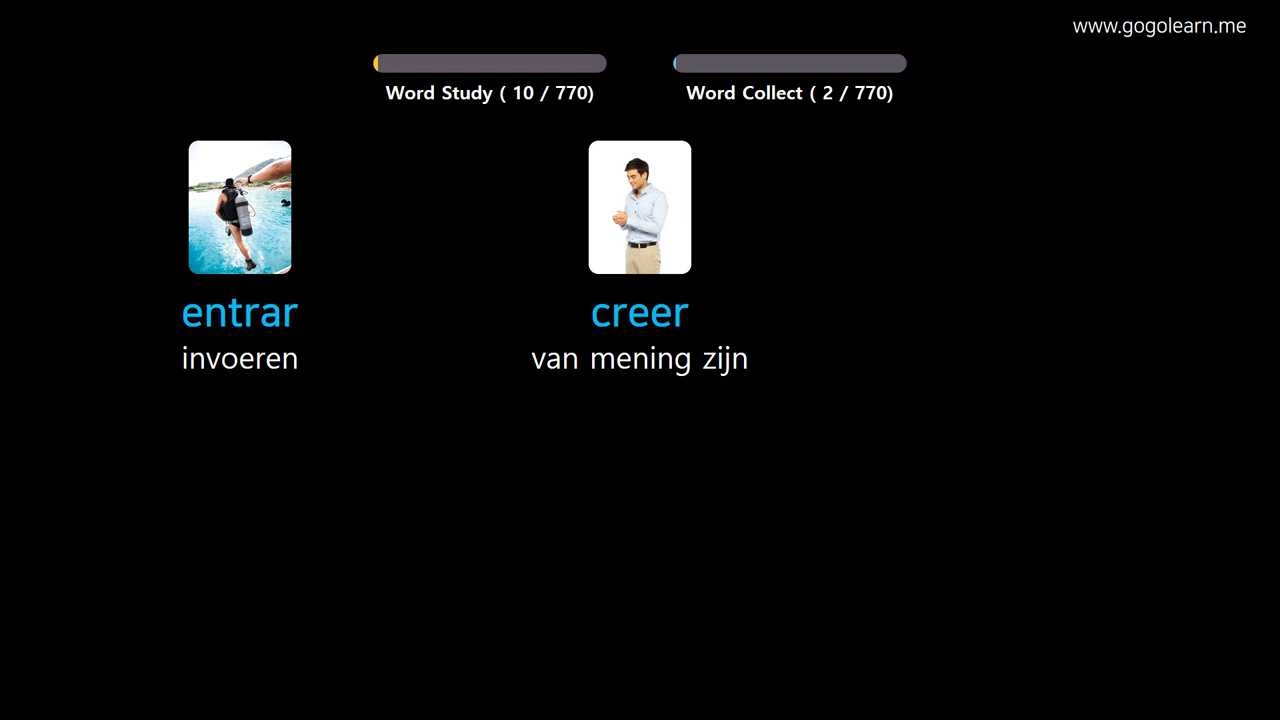 www.gogolearn.me
Word Study ( 10 / 770)
Word Collect ( 2 / 770)
entrar
creer
invoeren
van mening zijn